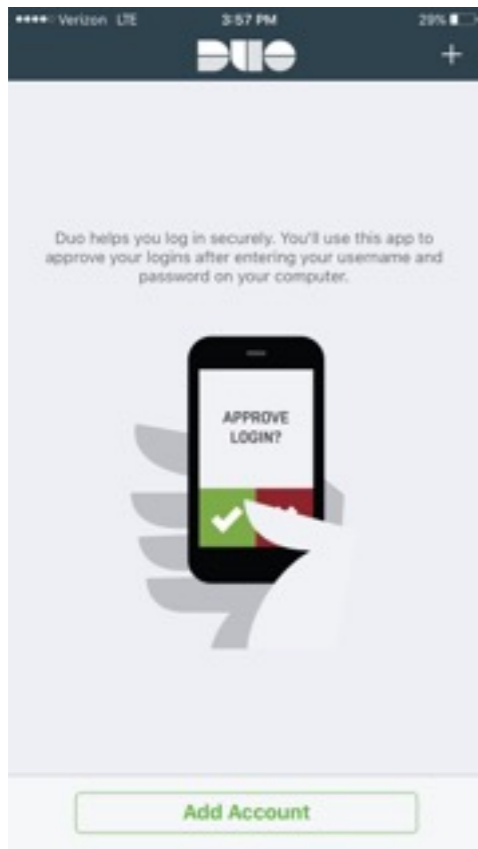 Verizon LTE 3:57 PM 29%
DUO +
Duo helps you log in securely. You'll use this app to
approve your logins after entering your username and
password on your computer.
APPROVE
LOGIN?
Add Account